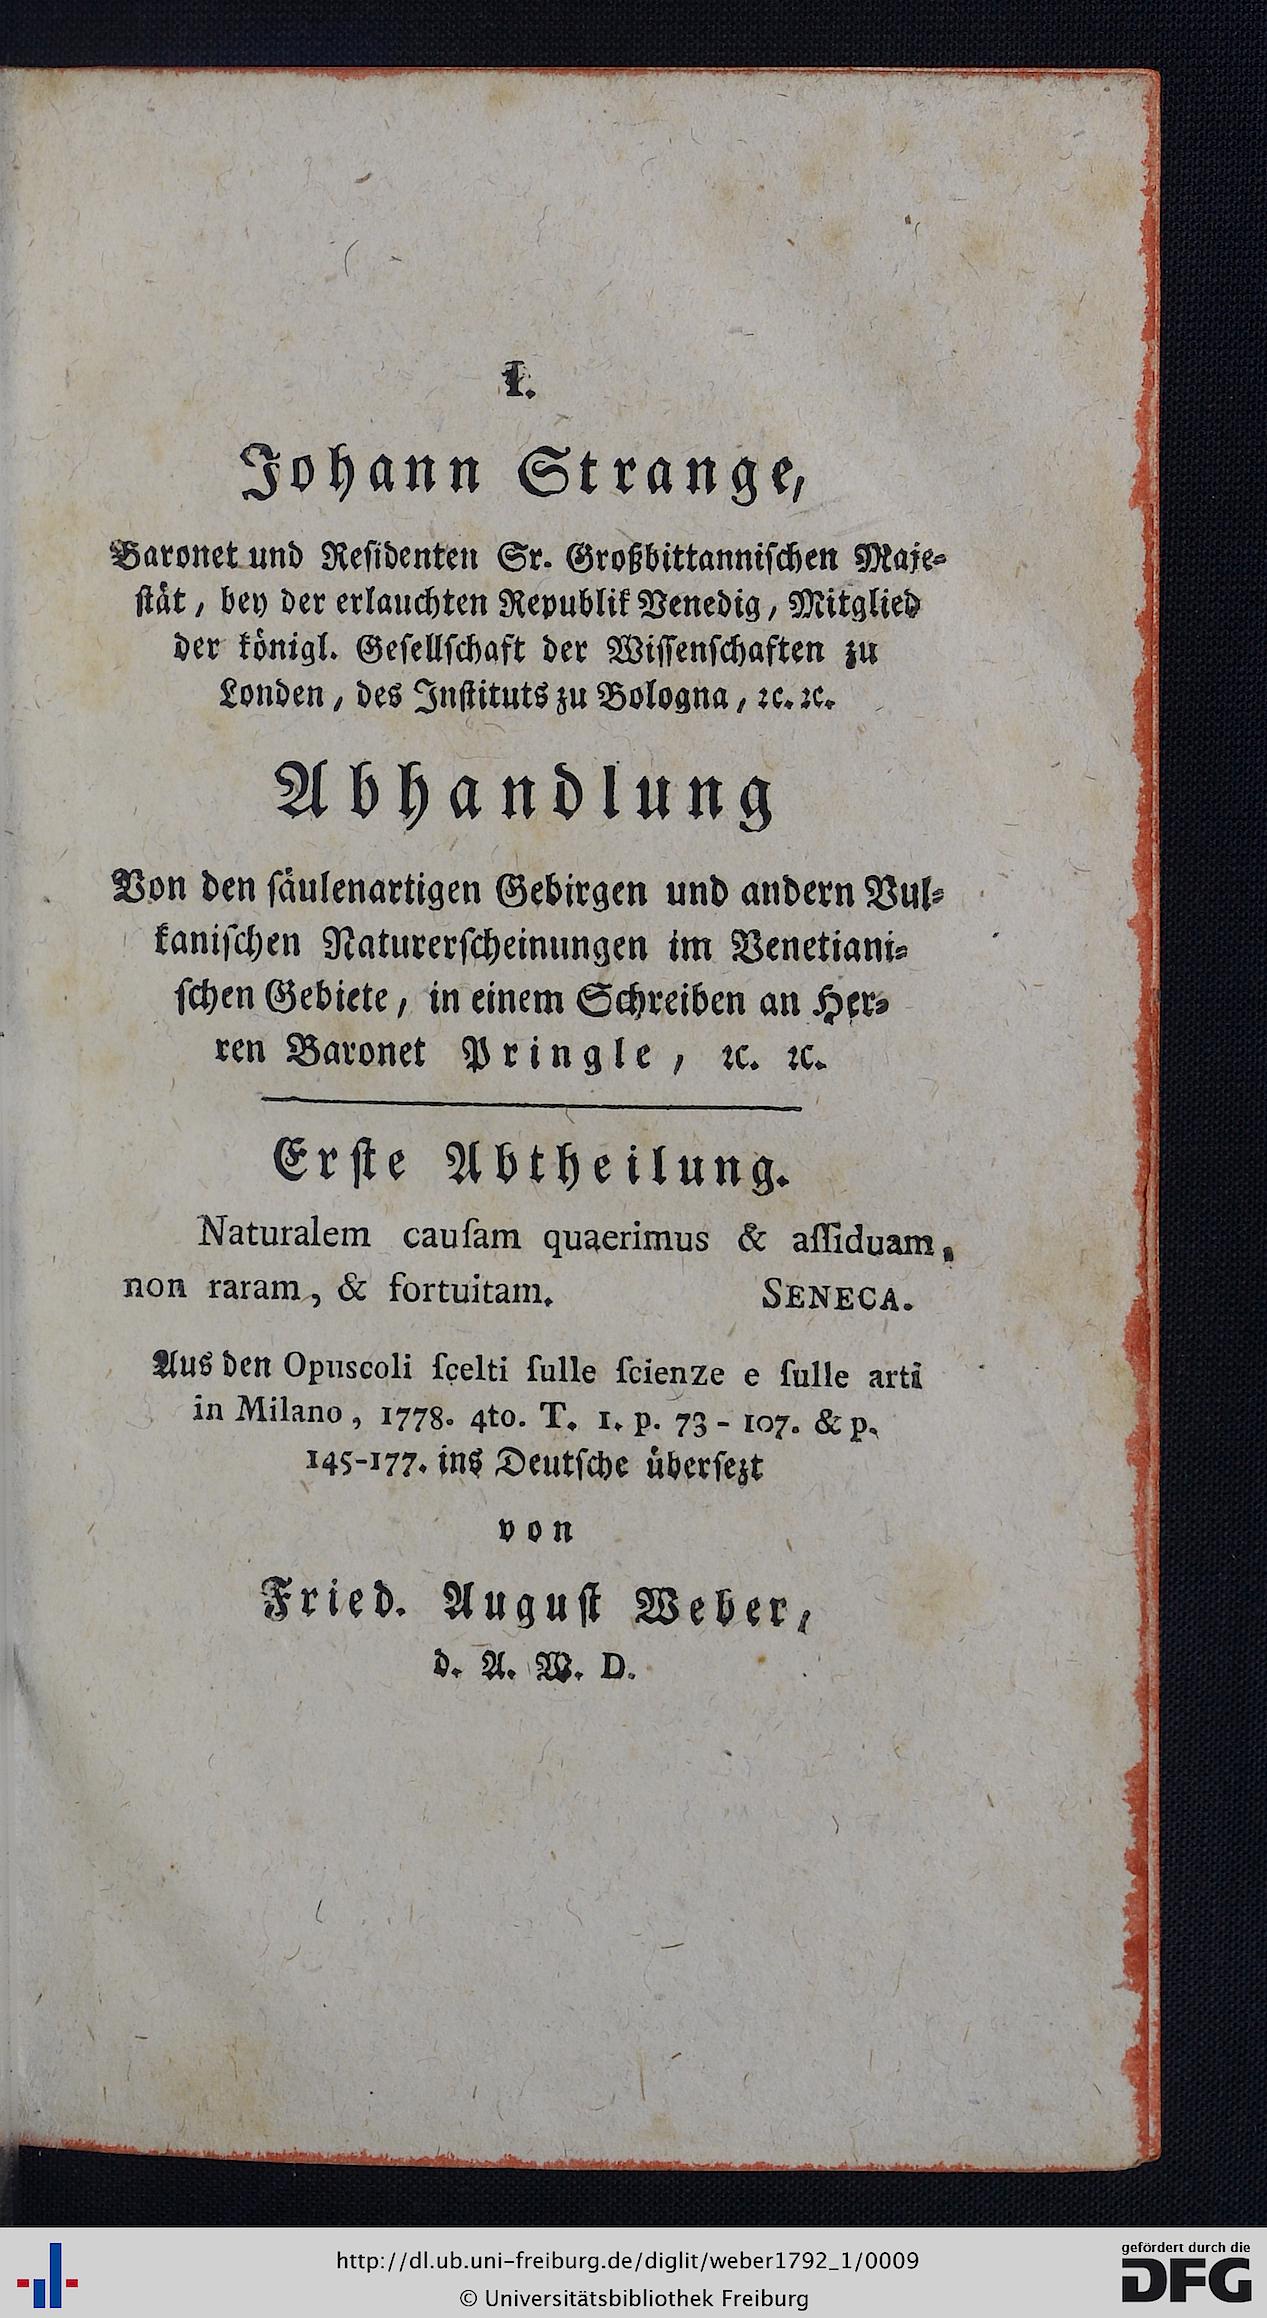 I.
Johann Strange,
Baronet und Reſidenten Sr. Großbittanniſchen Maje-
ſtåt, bey der erlauchten Republik Venedig, Mitglied
der königl. Geſellſchaft der Wiſſenſchaften zu
Londen, des Inſtituts zu Bologna, ꝛc. ꝛc.
Abhandlung
Von den ſäulenartigen Gebirgen und andern Vul-
kaniſchen Naturerſcheinungen im Venetiani-
ſchen Gebiete, in einem Schreiben an Her-
ren Baronet Pringle, ꝛc. ꝛc.
Erſte Abtheilung.
Naturalem cauſam quaerimus & aſſiduam,
non raram, & fortuitam. SENECA.
Aus den Opuscoli ſcelti ſulle ſcienze e ſulle arti
in Milano, 1778. 4to. T. 1. p. 73 - 107. & p.
145-177. ins Deutſche überſezt
von
Fried. Auguſt Weber,
d. A. W. D.
http://dl.ub.uni-freiburg.de/diglit/weber1792_1/0009
© Universitätsbibliothek Freiburg
gefördert durch die
DFG